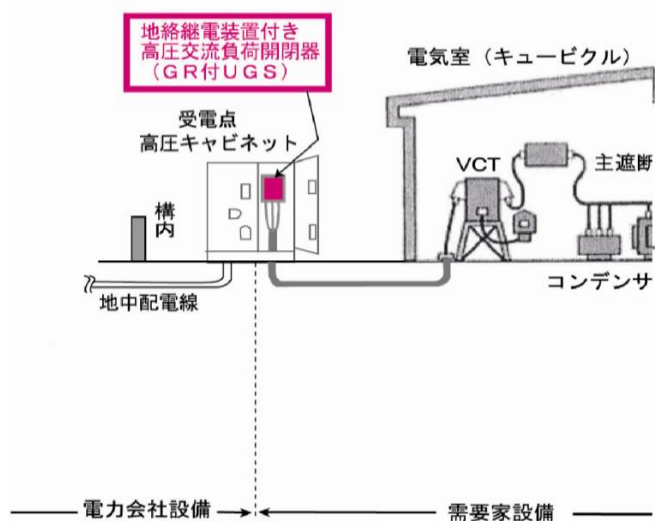 地絡継電装置付き
高圧交流負荷開閉器
（ＧＲ付ＵＧＳ）
電気室（キュービクル）
受電点
高圧キャビネット
VCT
主遮断
構内
地中配電線
コンデンサ
電力会社設備
需要家設備